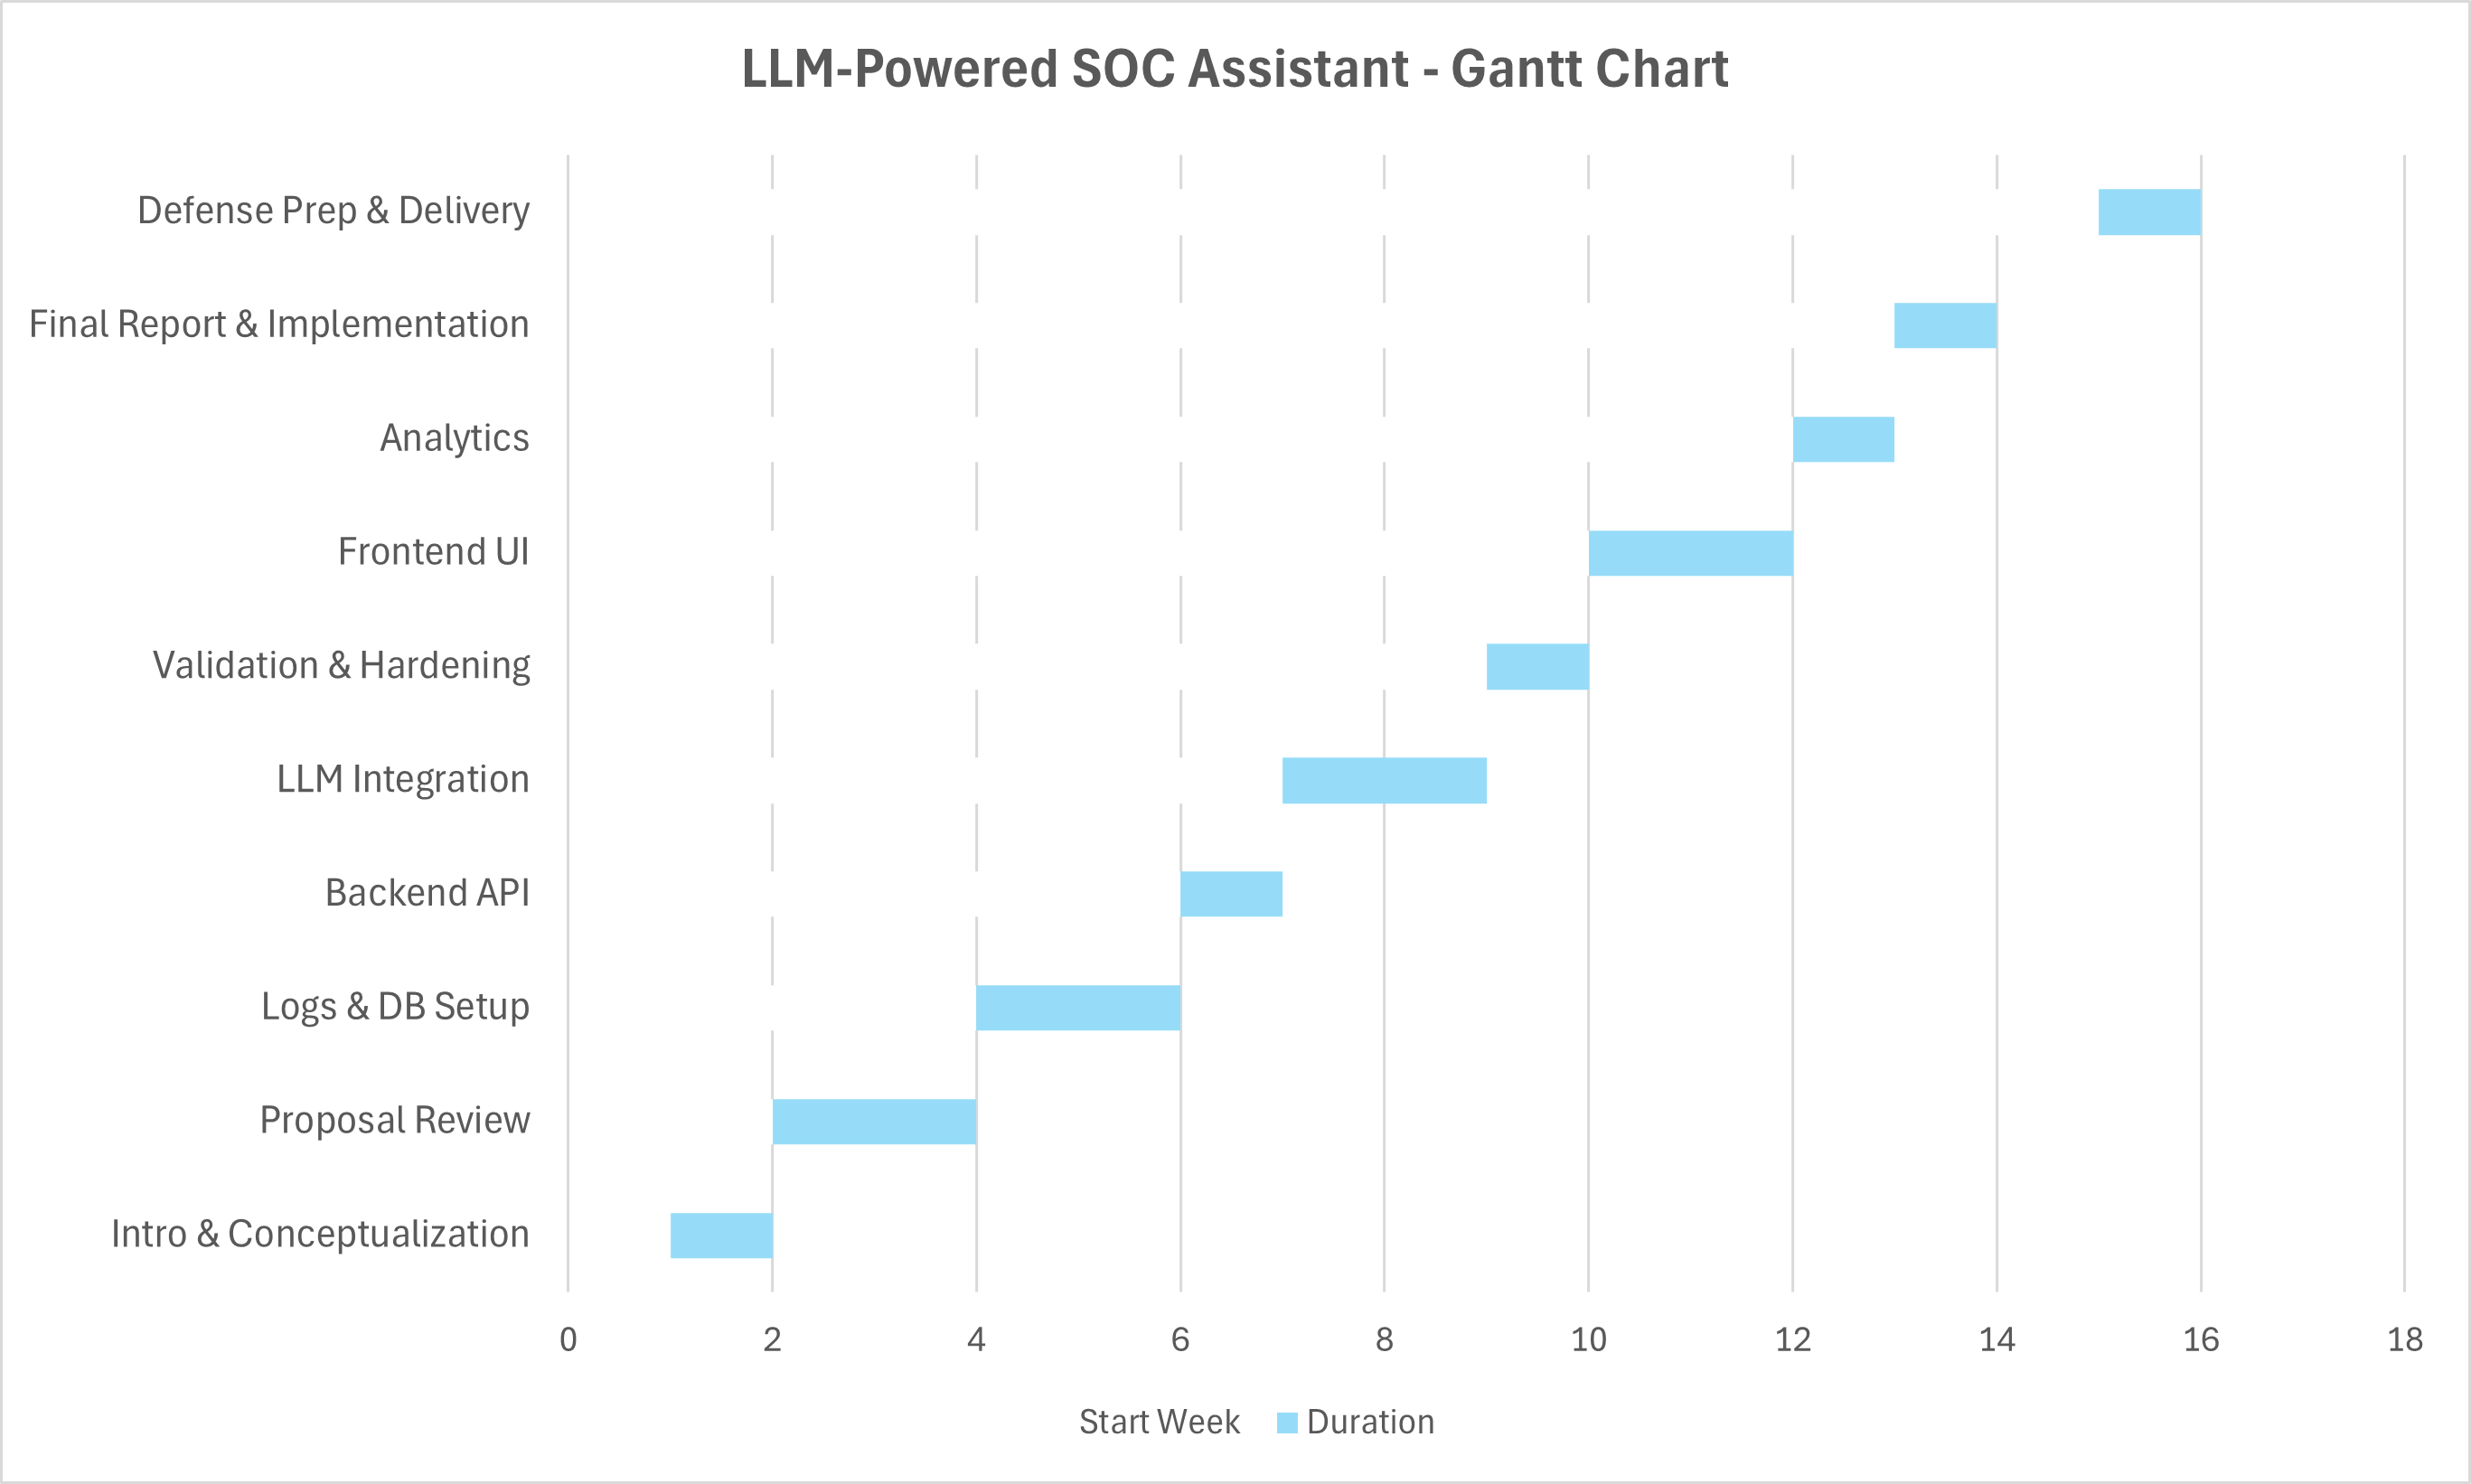 LLM-Powered SOC Assistant - Gantt Chart
Defense Prep & Delivery
Final Report & Implementation
Analytics
Frontend UI
Validation & Hardening
LLM Integration
Backend API
Logs & DB Setup
Proposal Review
Intro & Conceptualization
0 2 4 6 8 10 12 14 16 18
Start Week Duration